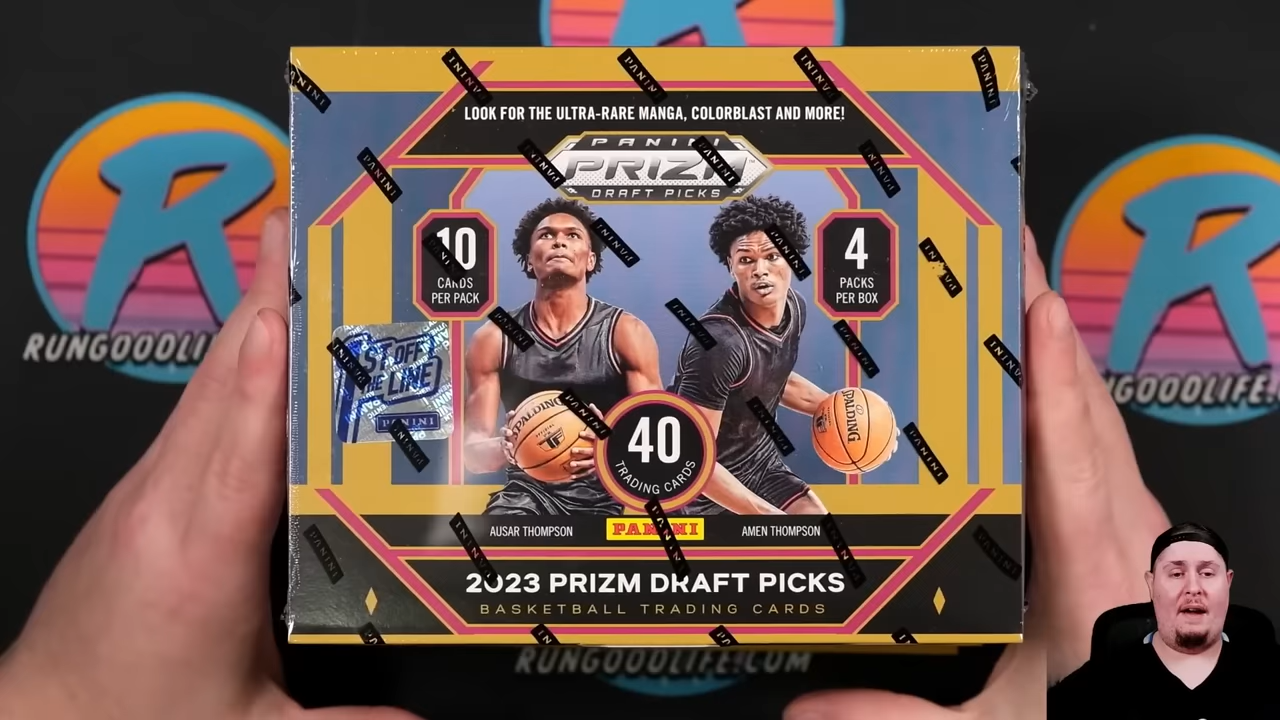 LOOK FOR THE ULTRA-RARE MANGA, COLORBLAST AND MORE!
PANINI
PRIZM
DRAFT PICKS
10
CARDS
PER PACK
4
PACKS
PER BOX
1ST OFF
THE LINE
PANINI
SPALDING
TF
SPALDING
40
TRADING CARDS
AUSAR THOMPSON
PANINI
AMEN THOMPSON
2023 PRIZM DRAFT PICKS
BASKETBALL TRADING CARDS
R
RUNGOODLIFE
R
RUNGOODLIFE.
RUNGOODLIFE.COM
PANINI